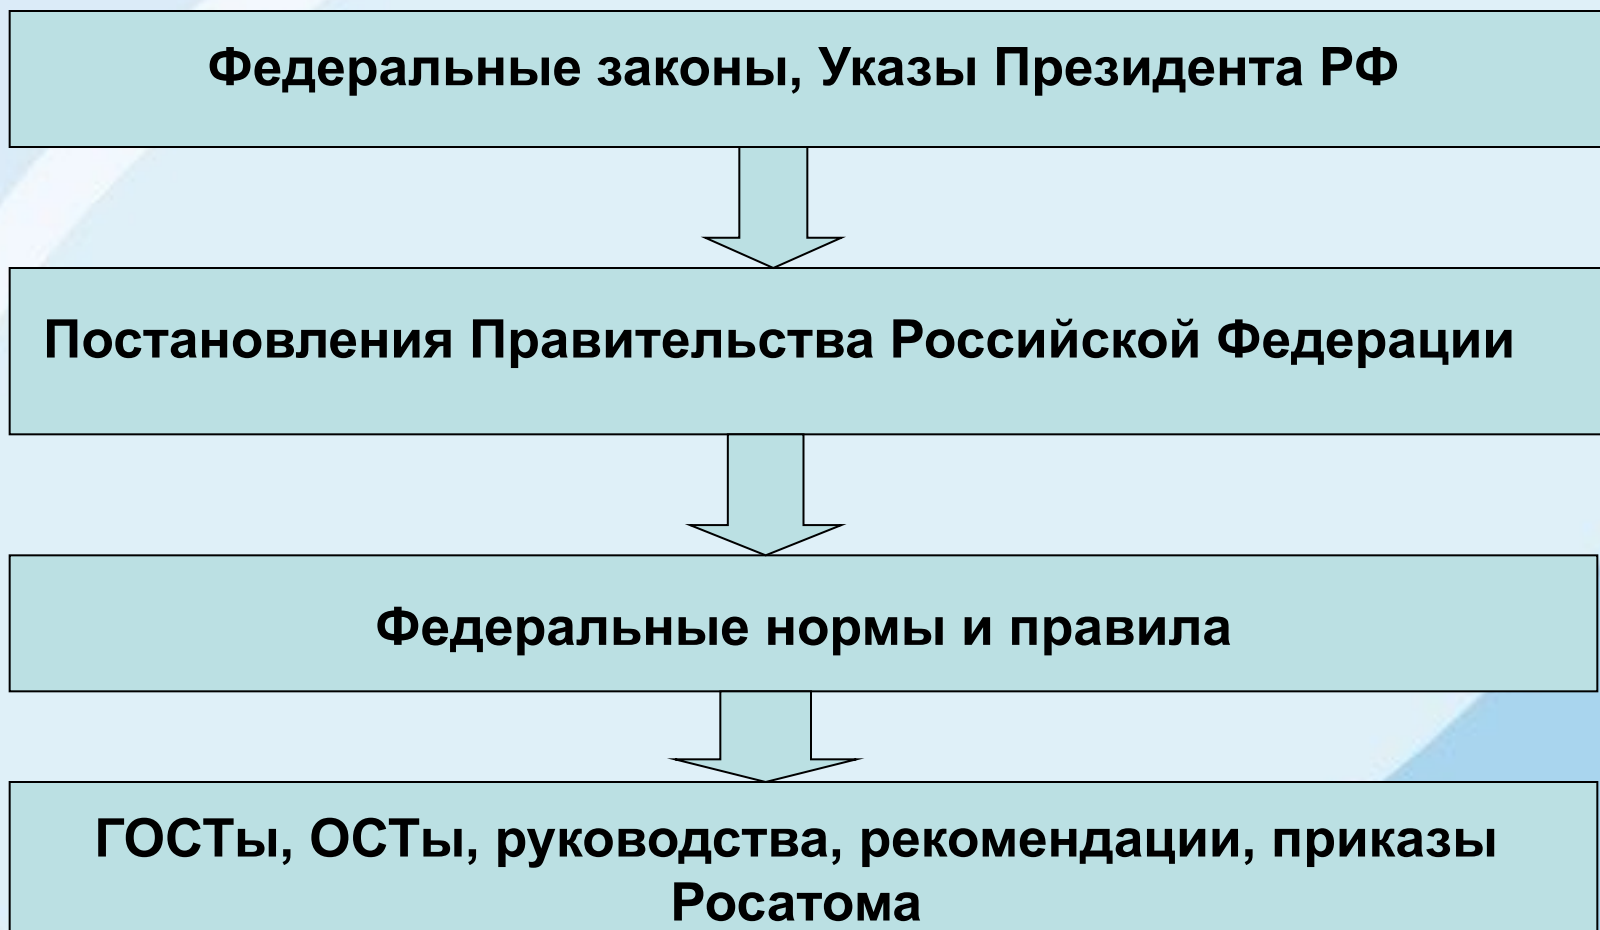 Федеральные законы, Указы Президента РФ
Постановления Правительства Российской Федерации
Федеральные нормы и правила
ГОСТы, ОСТы, руководства, рекомендации, приказы
Росатома